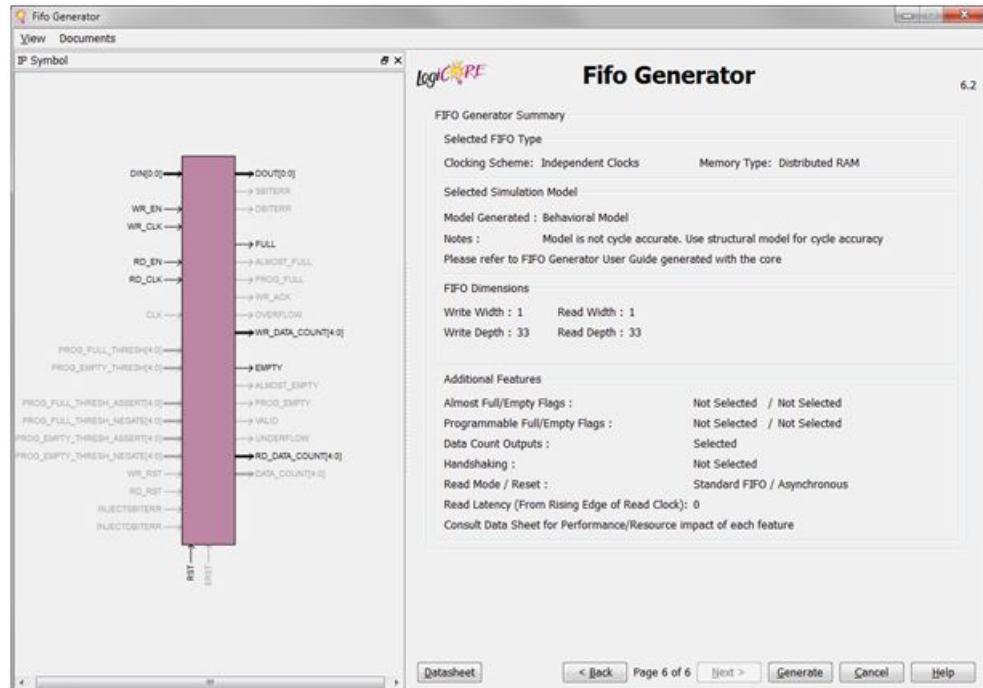 Fifo Generator
View Documents
IP Symbol
DIN[0:0]
DOUT[0:0]
SBITERR
WR_EN
DBITERR
WR_CLK
FULL
RD_EN
ALMOST_FULL
RD_CLK
PROG_FULL
WR_ACK
CLK
OVERFLOW
WR_DATA_COUNT[4:0]
PROG_FULL_THRESH[4:0]
PROG_EMPTY_THRESH[4:0]
EMPTY
ALMOST_EMPTY
PROG_FULL_THRESH_ASSERT[4:0]
PROG_EMPTY
PROG_FULL_THRESH_NEGATE[4:0]
VALID
PROG_EMPTY_THRESH_ASSERT[4:0]
UNDERFLOW
PROG_EMPTY_THRESH_NEGATE[4:0]
RD_DATA_COUNT[4:0]
WR_RST
DATA_COUNT[4:0]
RD_RST
INJECTSBITERR
INJECTDBITERR
RST
SRST
LogiCORE
Fifo Generator
6.2
FIFO Generator Summary
Selected FIFO Type
Clocking Scheme: Independent Clocks Memory Type: Distributed RAM
Selected Simulation Model
Model Generated : Behavioral Model
Notes : Model is not cycle accurate. Use structural model for cycle accuracy
Please refer to FIFO Generator User Guide generated with the core
FIFO Dimensions
Write Width : 1 Read Width : 1
Write Depth : 33 Read Depth : 33
Additional Features
Almost Full/Empty Flags : Not Selected / Not Selected
Programmable Full/Empty Flags : Not Selected / Not Selected
Data Count Outputs : Selected
Handshaking : Not Selected
Read Mode / Reset : Standard FIFO / Asynchronous
Read Latency (From Rising Edge of Read Clock): 0
Consult Data Sheet for Performance/Resource impact of each feature
Datasheet < Back Page 6 of 6 Next > Generate Cancel Help